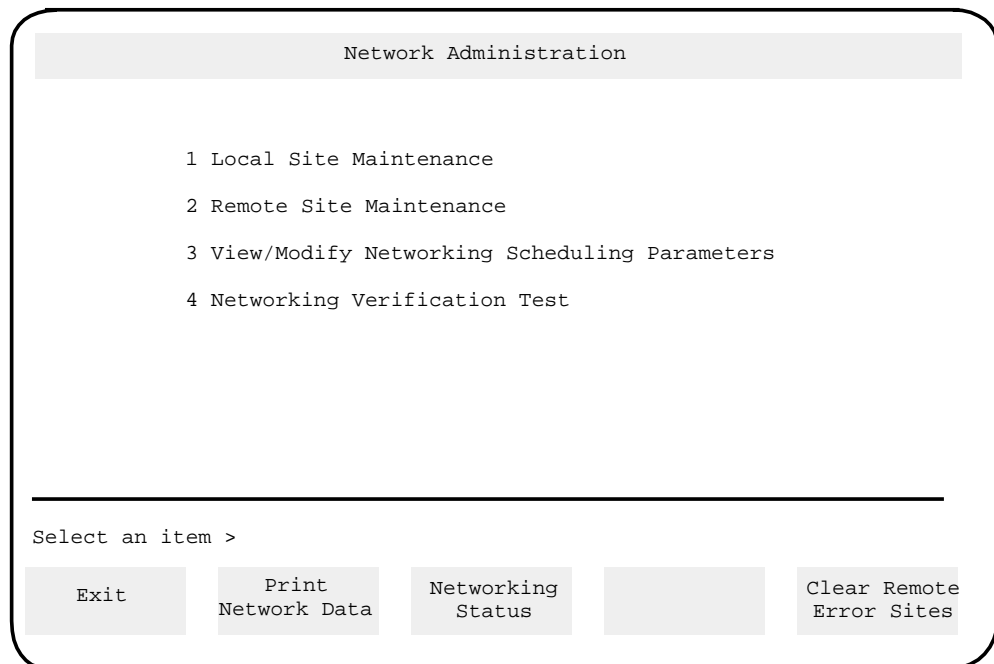 Network Administration
1 Local Site Maintenance
2 Remote Site Maintenance
3 View/Modify Networking Scheduling Parameters
4 Networking Verification Test
Select an item >
Exit
Print
Network Data
Networking
Status
Clear Remote
Error Sites